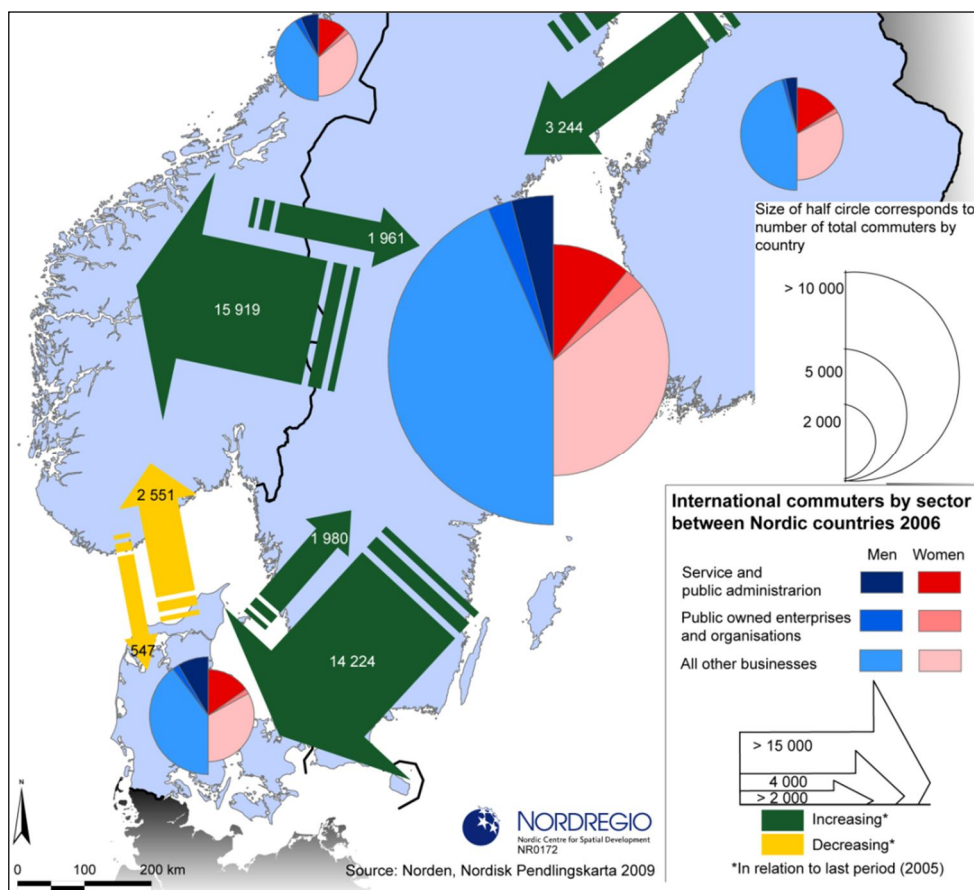 3 244
1 961
15 919
2 551
1 980
547
14 224
Size of half circle corresponds to
number of total commuters by
country
> 10 000
5 000
2 000
International commuters by sector
between Nordic countries 2006
Men Women
Service and
public administrarion
Public owned enterprises
and organisations
All other businesses
> 15 000
4 000
> 2 000
Increasing*
Decreasing*
*In relation to last period (2005)
N
0 100 200 km
NORDREGIO
Nordic Centre for Spatial Development
NR0172
Source: Norden, Nordisk Pendlingskarta 2009